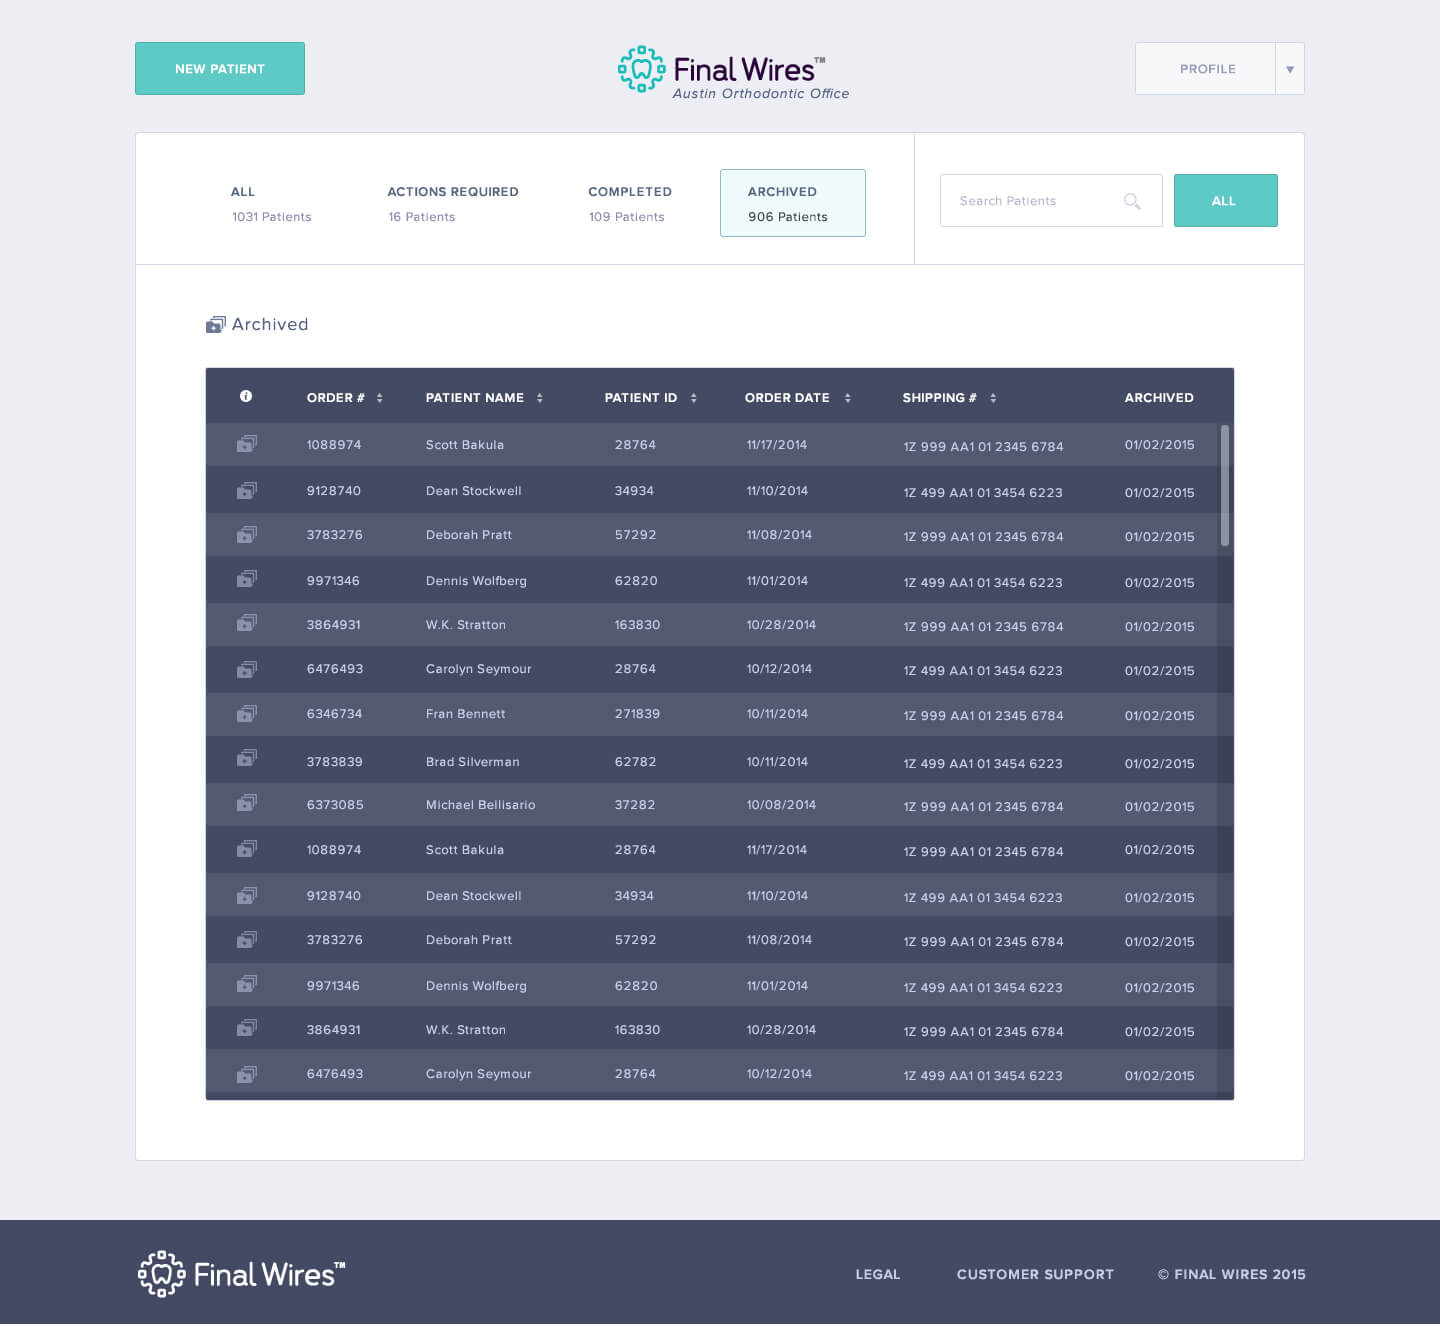 NEW PATIENT
Final Wires™
Austin Orthodontic Office
PROFILE
ALL
1031 Patients
ACTIONS REQUIRED
16 Patients
COMPLETED
109 Patients
ARCHIVED
906 Patients
Search Patients
ALL
Archived
ORDER # PATIENT NAME PATIENT ID ORDER DATE SHIPPING # ARCHIVED
1088974 Scott Bakula 28764 11/17/2014 1Z 999 AA1 01 2345 6784 01/02/2015
9128740 Dean Stockwell 34934 11/10/2014 1Z 499 AA1 01 3454 6223 01/02/2015
3783276 Deborah Pratt 57292 11/08/2014 1Z 999 AA1 01 2345 6784 01/02/2015
9971346 Dennis Wolfberg 62820 11/01/2014 1Z 499 AA1 01 3454 6223 01/02/2015
3864931 W.K. Stratton 163830 10/28/2014 1Z 999 AA1 01 2345 6784 01/02/2015
6476493 Carolyn Seymour 28764 10/12/2014 1Z 499 AA1 01 3454 6223 01/02/2015
6346734 Fran Bennett 271839 10/11/2014 1Z 999 AA1 01 2345 6784 01/02/2015
3783839 Brad Silverman 62782 10/11/2014 1Z 499 AA1 01 3454 6223 01/02/2015
6373085 Michael Bellisario 37282 10/08/2014 1Z 999 AA1 01 2345 6784 01/02/2015
1088974 Scott Bakula 28764 11/17/2014 1Z 999 AA1 01 2345 6784 01/02/2015
9128740 Dean Stockwell 34934 11/10/2014 1Z 499 AA1 01 3454 6223 01/02/2015
3783276 Deborah Pratt 57292 11/08/2014 1Z 999 AA1 01 2345 6784 01/02/2015
9971346 Dennis Wolfberg 62820 11/01/2014 1Z 499 AA1 01 3454 6223 01/02/2015
3864931 W.K. Stratton 163830 10/28/2014 1Z 999 AA1 01 2345 6784 01/02/2015
6476493 Carolyn Seymour 28764 10/12/2014 1Z 499 AA1 01 3454 6223 01/02/2015
Final Wires™
LEGAL
CUSTOMER SUPPORT
© FINAL WIRES 2015